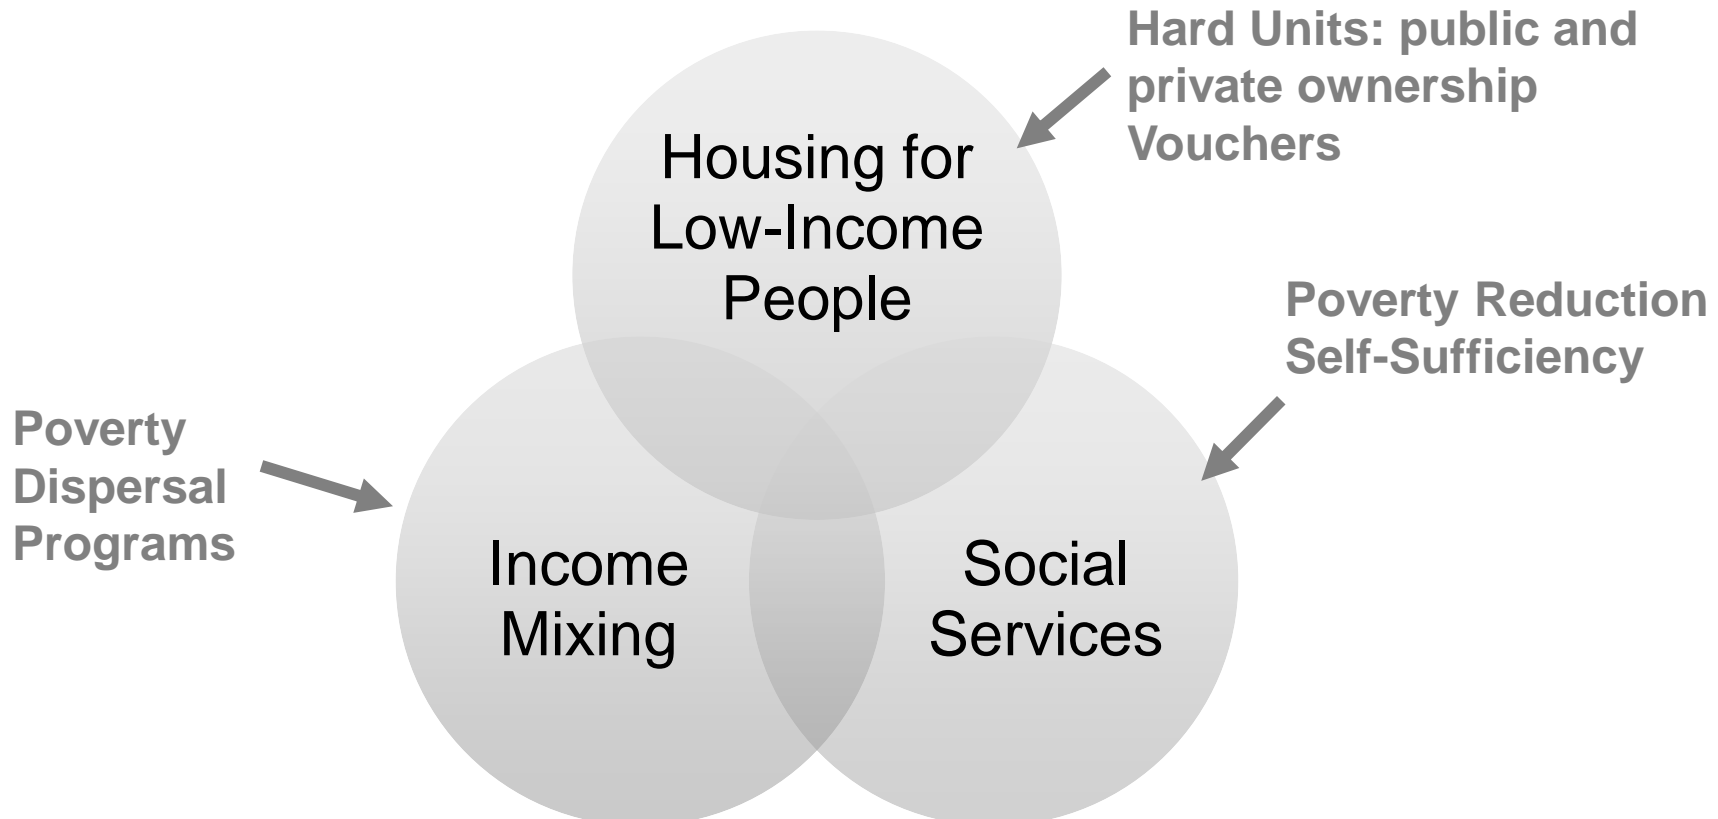 Hard Units: public and
private ownership
Vouchers
Housing for
Low-Income
People
Poverty Reduction
Self-Sufficiency
Poverty
Dispersal
Programs
Income
Mixing
Social
Services